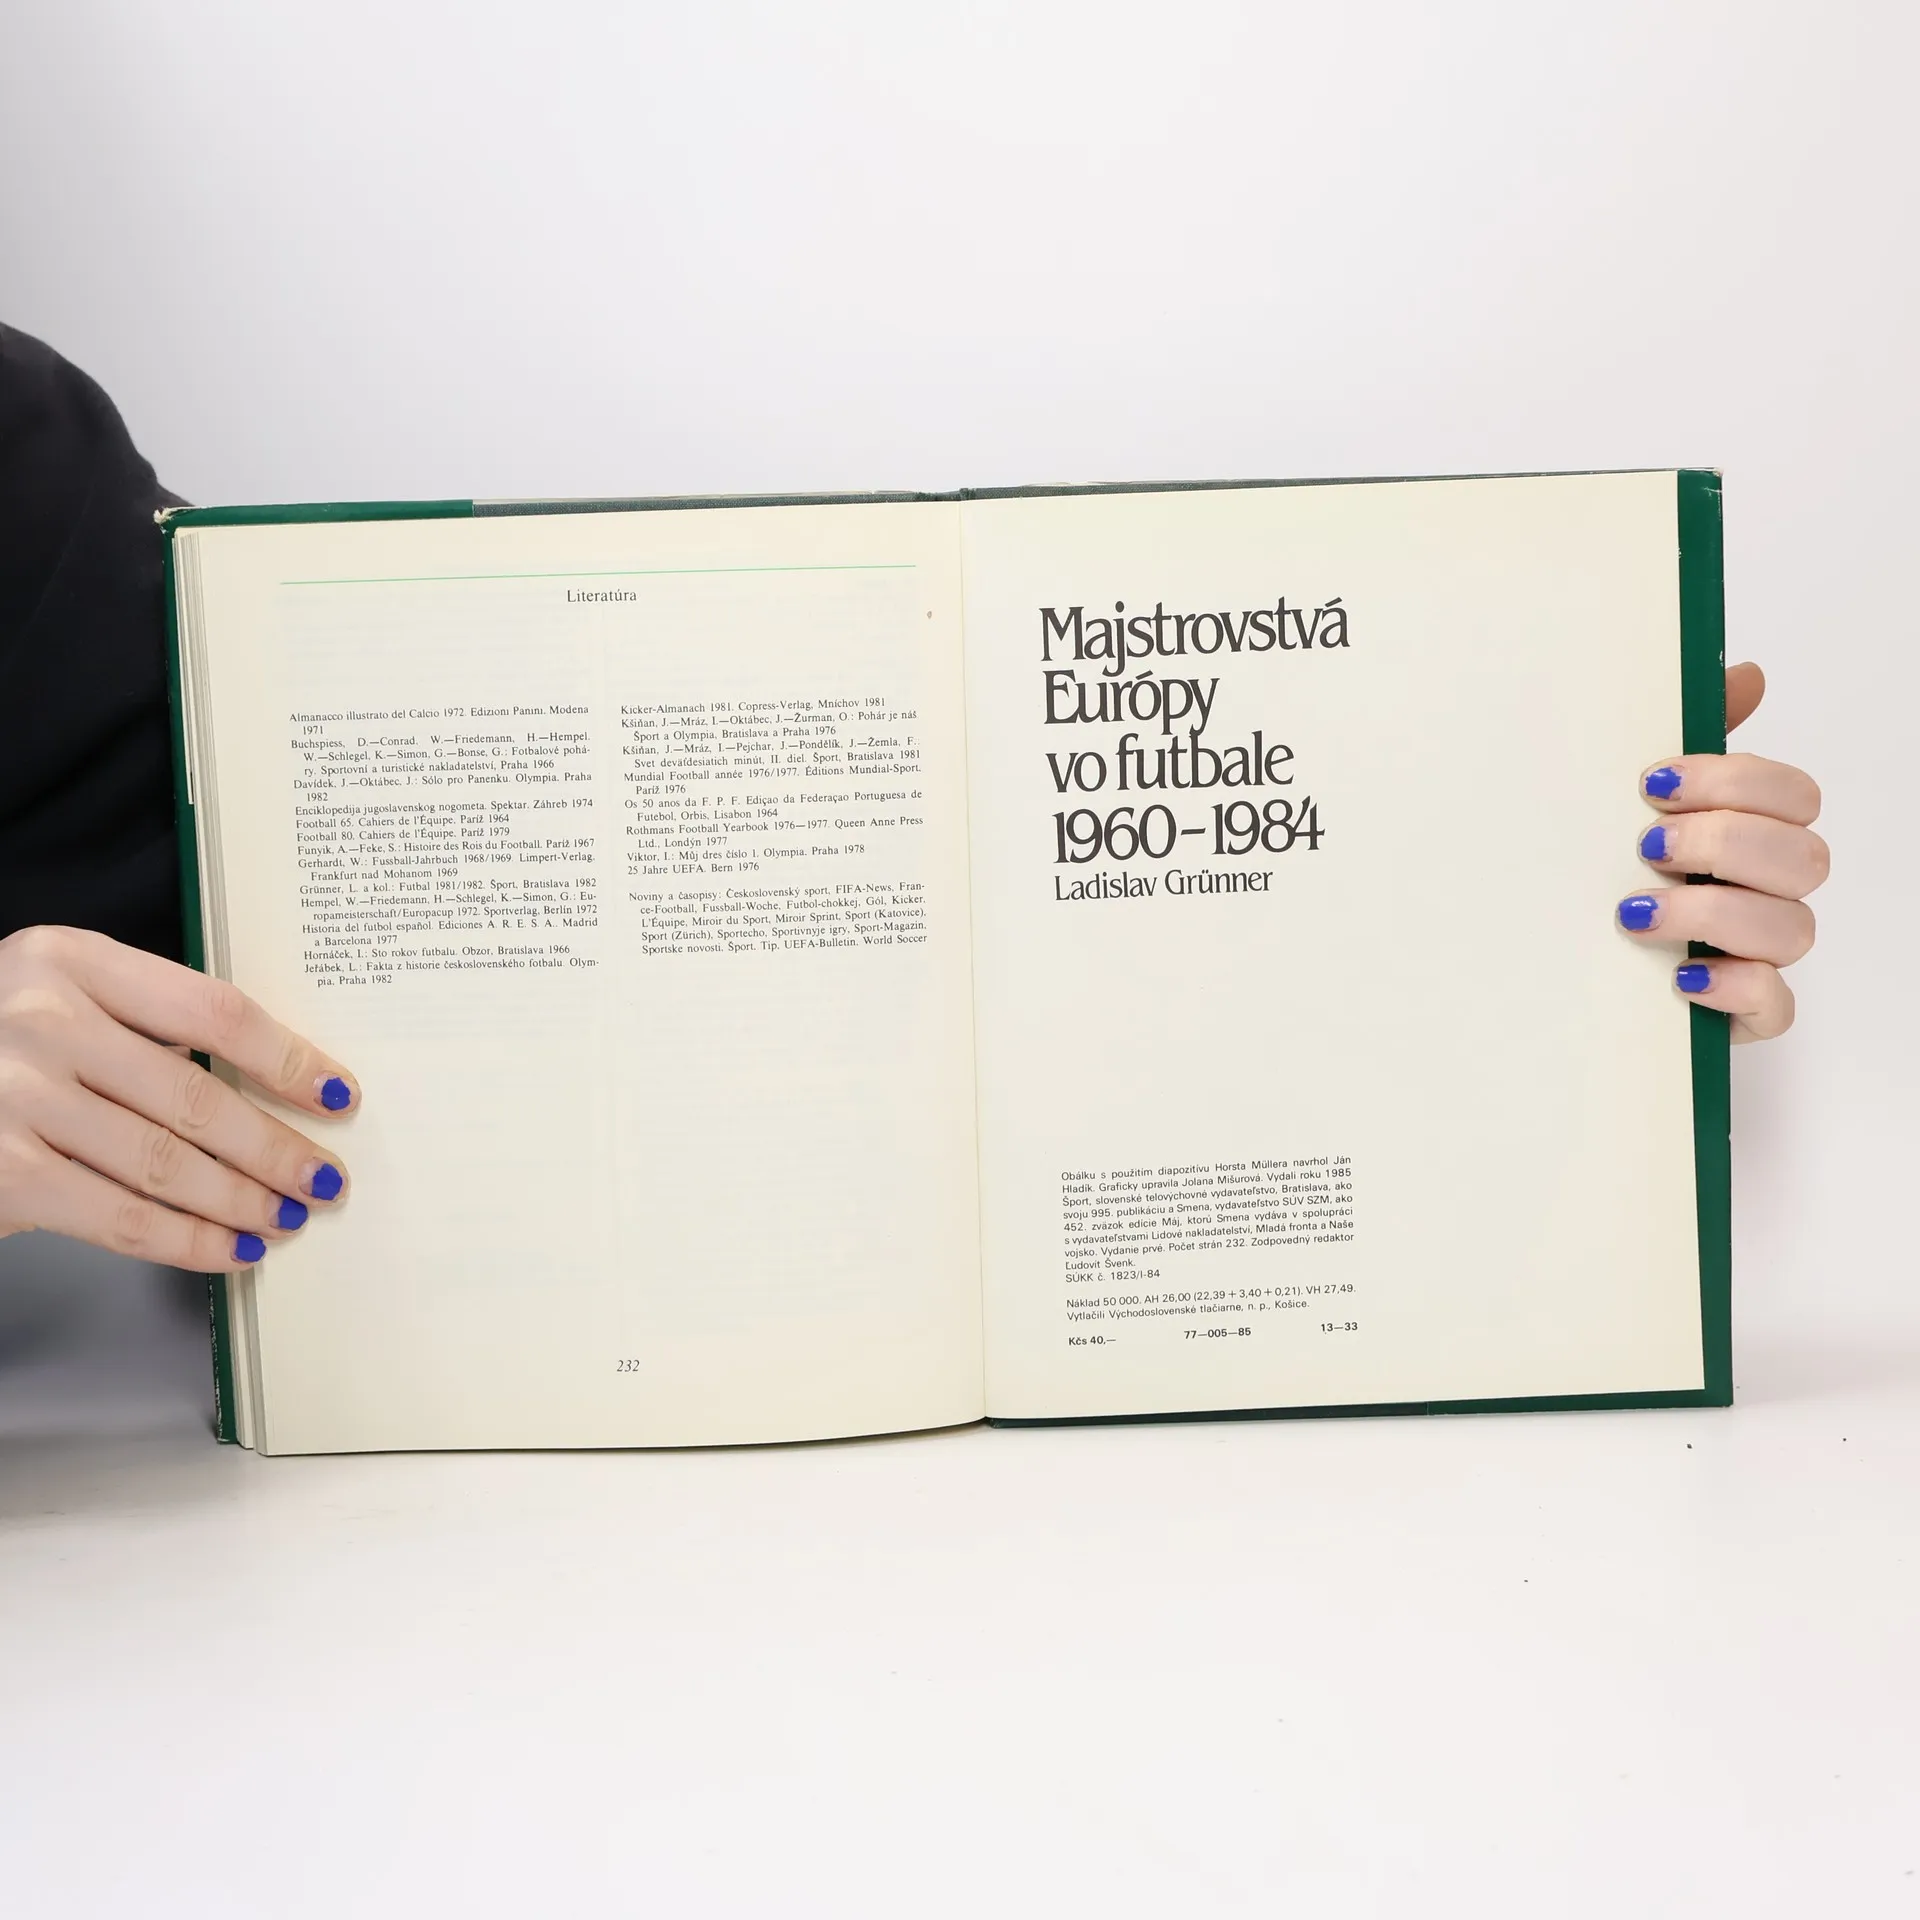 Literatúra
Almanacco illustrato del Calcio 1972. Edizioni Panini. Modena
1971
Buchspiess, D.—Conrad. W.—Friedemann, H.—Hempel.
W.—Schlegel, K.—Simon, G.—Bonse, G.: Fotbalové pohá-
ry. Sportovní a turistické nakladatelství, Praha 1966
Davídek, J.—Oktábec, J.: Sólo pro Panenku. Olympia. Praha
1982
Enciklopedija jugoslavenskog nogometa. Spektar. Záhreb 1974
Football 65. Cahiers de l'Équipe. Paríž 1964
Football 80. Cahiers de l'Équipe. Paríž 1979
Funyik, A.—Feke, S.: Histoire des Rois du Football. Paríž 1967
Gerhardt, W.: Fussball-Jahrbuch 1968/1969. Limpert-Verlag.
Frankfurt nad Mohanom 1969
Grünner, L. a kol.: Futbal 1981/1982. Šport, Bratislava 1982
Hempel, W.—Friedemann, H.—Schlegel, K.—Simon, G.: Eu-
ropameisterschaft/Europacup 1972. Sportverlag, Berlín 1972
Historia del futbol español. Ediciones A. R. E. S. A.. Madrid
a Barcelona 1977
Hornáček, I.: Sto rokov futbalu. Obzor, Bratislava 1966
Jeřábek, L.: Fakta z historie československého fotbalu. Olym-
pia, Praha 1982
Kicker-Almanach 1981. Copress-Verlag, Mníchov 1981
Kšiňan, J.—Mráz, I.—Oktábec, J.—Žurman, O.: Pohár je náš
Šport a Olympia, Bratislava a Praha 1976
Kšiňan, J.—Mráz, I.—Pejchar, J.—Pondělík, J.—Žemla, F.:
Svet deväťdesiatich minút, II. diel. Šport, Bratislava 1981
Mundial Football année 1976/1977. Éditions Mundial-Sport.
Paríž 1976
Os 50 anos da F. P. F. Ediçao da Federaçao Portuguesa de
Futebol, Orbis, Lisabon 1964
Rothmans Football Yearbook 1976—1977. Queen Anne Press
Ltd., Londýn 1977
Viktor, I.: Můj dres číslo 1. Olympia. Praha 1978
25 Jahre UEFA. Bern 1976
Noviny a časopisy: Československý sport, FIFA-News, Fran-
ce-Football, Fussball-Woche, Futbol-chokkej, Gól, Kicker,
L'Équipe, Miroir du Sport, Miroir Sprint, Sport (Katovice),
Sport (Zürich), Sportecho, Sportivnyje igry, Sport-Magazin,
Sportske novosti, Šport. Tip, UEFA-Bulletin. World Soccer
232
Majstrovstvá
Európy
vo futbale
1960–1984
Ladislav Grünner
Obálku s použitím diapozitívu Horsta Müllera navrhol Ján
Hladík. Graficky upravila Jolana Mišurová. Vydali roku 1985
Šport, slovenské telovýchovné vydavateľstvo, Bratislava, ako
svoju 995. publikáciu a Smena, vydavateľstvo SÚV SZM, ako
452. zväzok edície Máj, ktorú Smena vydáva v spolupráci
s vydavateľstvami Lidové nakladatelství, Mladá fronta a Naše
vojsko. Vydanie prvé. Počet strán 232. Zodpovedný redaktor
Ľudovít Švenk.
SÚKK č. 1823/I-84
Náklad 50 000. AH 26,00 (22,39 + 3,40 + 0,21). VH 27,49.
Vytlačili Východoslovenské tlačiarne, n. p., Košice.
Kčs 40,— 77—005—85 13—33